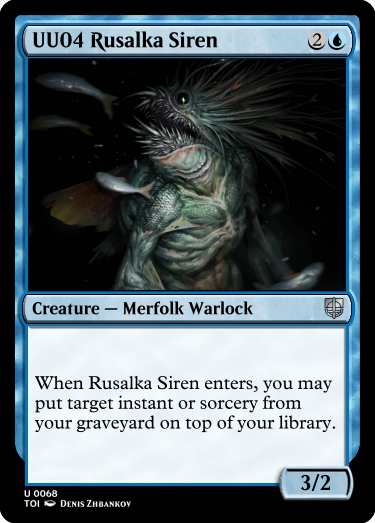 UU04 Rusalka Siren 2
Creature — Merfolk Warlock
When Rusalka Siren enters, you may
put target instant or sorcery from
your graveyard on top of your library.
3/2
U 0068
TOI Denis Zhbankov